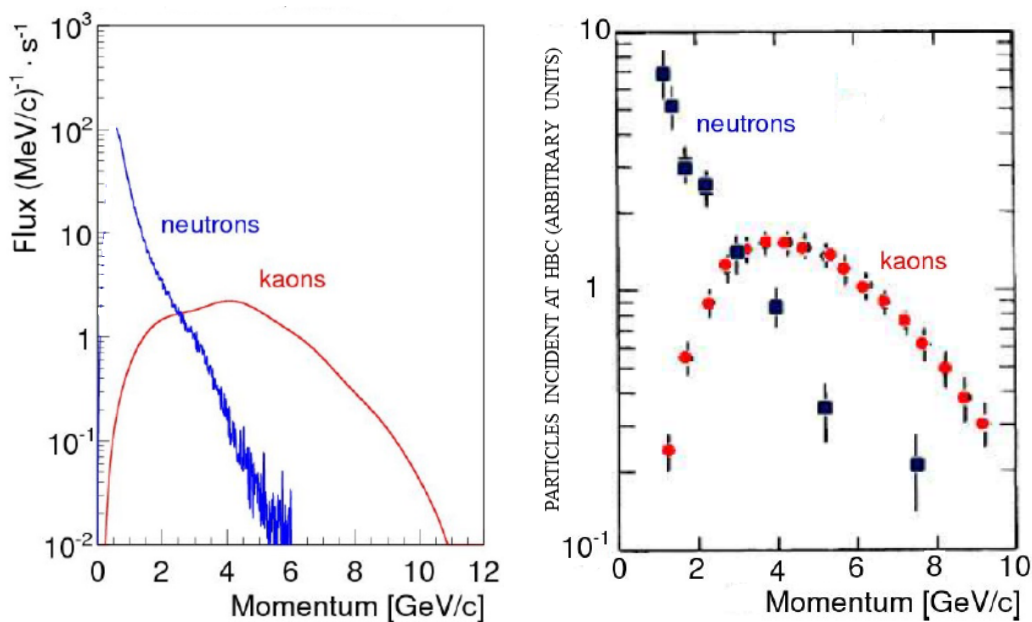 Flux (MeV/c)⁻¹ · s⁻¹
10³
10²
10
1
10⁻¹
10⁻²
neutrons
kaons
0 2 4 6 8 10 12
Momentum [GeV/c]
PARTICLES INCIDENT AT HBC (ARBITRARY UNITS)
10
1
10⁻¹
neutrons
kaons
0 2 4 6 8 10
Momentum [GeV/c]